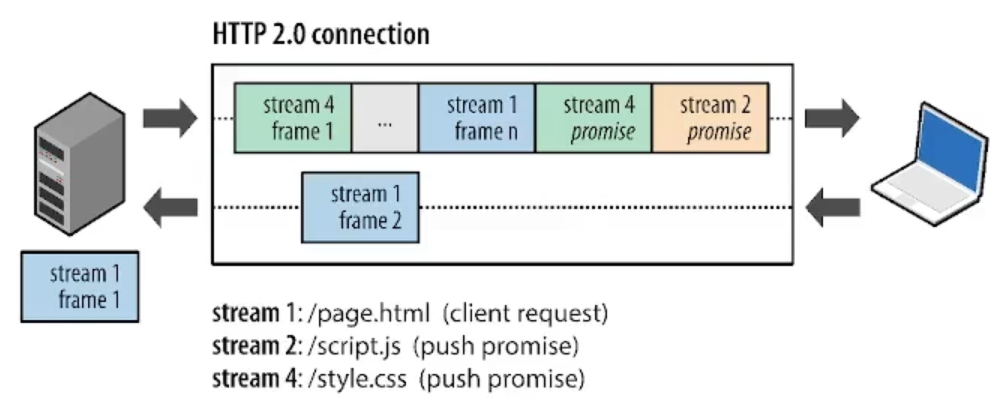 HTTP 2.0 connection
stream 4
frame 1
...
stream 1
frame n
stream 4
promise
stream 2
promise
stream 1
frame 2
stream 1
frame 1
stream 1: /page.html (client request)
stream 2: /script.js (push promise)
stream 4: /style.css (push promise)